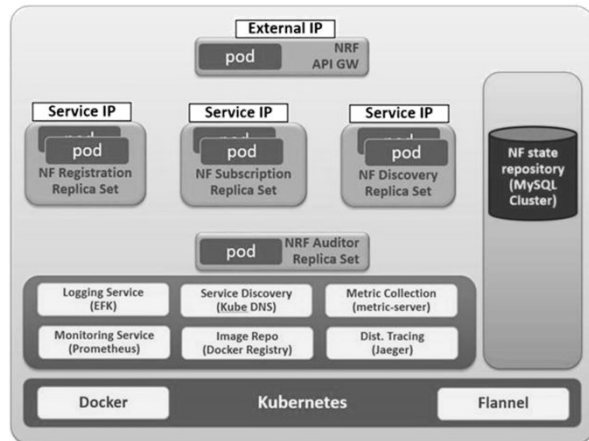 External IP
pod
NRF
API GW
Service IP
pod
pod
NF Registration
Replica Set
Service IP
pod
pod
NF Subscription
Replica Set
Service IP
pod
pod
NF Discovery
Replica Set
NF state
repository
(MySQL
Cluster)
pod
NRF Auditor
Replica Set
Logging Service
(EFK)
Service Discovery
(Kube DNS)
Metric Collection
(metric-server)
Monitoring Service
(Prometheus)
Image Repo
(Docker Registry)
Dist. Tracing
(Jaeger)
Docker
Kubernetes
Flannel